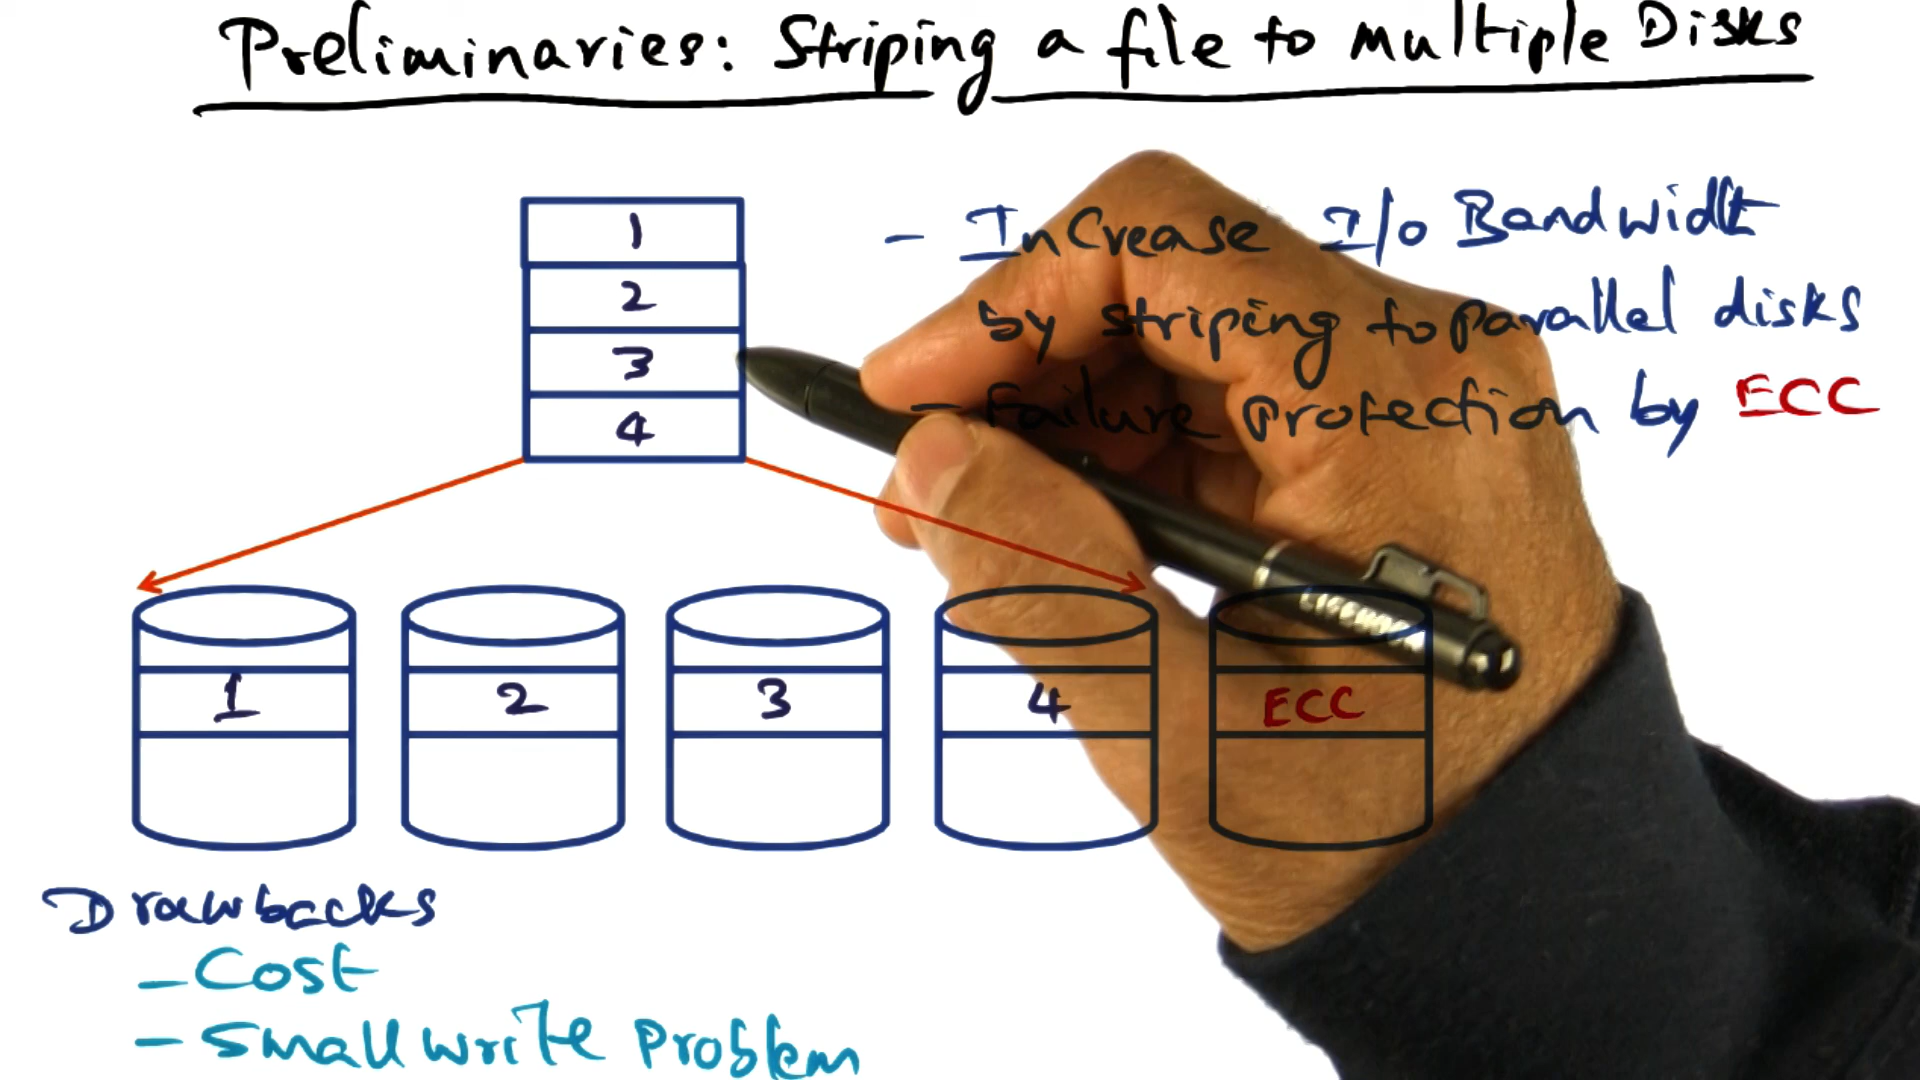 Preliminaries: Striping a file to multiple Disks
1
2
3
4
- Increase I/o Bandwidth
by striping to parallel disks
- Failure protection by ECC
1
2
3
4
ECC
Drawbacks
- Cost
- Small write problem